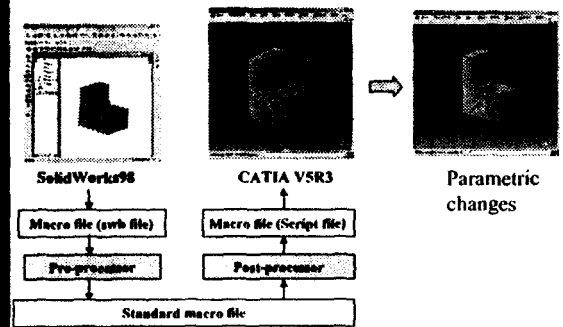 SolidWorks98
CATIA V5R3
Parametric
changes
Macro file (swb file)
Macro file (Script file)
Pre-processor
Post-processor
Standard macro file